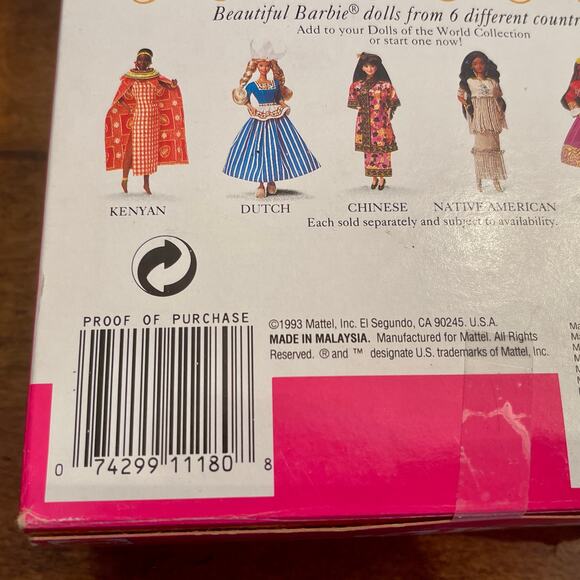 Beautiful Barbie® dolls from 6 different
Add to your Dolls of the World Collection
or start one now!
KENYAN
DUTCH
CHINESE
NATIVE AMERICAN
Each sold separately and subject to availability.
PROOF OF PURCHASE
©1993 Mattel, Inc. El Segundo, CA 90245. U.S.A.
MADE IN MALAYSIA. Manufactured for Mattel. All Rights
Reserved. ® and ™ designate U.S. trademarks of Mattel, Inc.
0 74299 11180 8